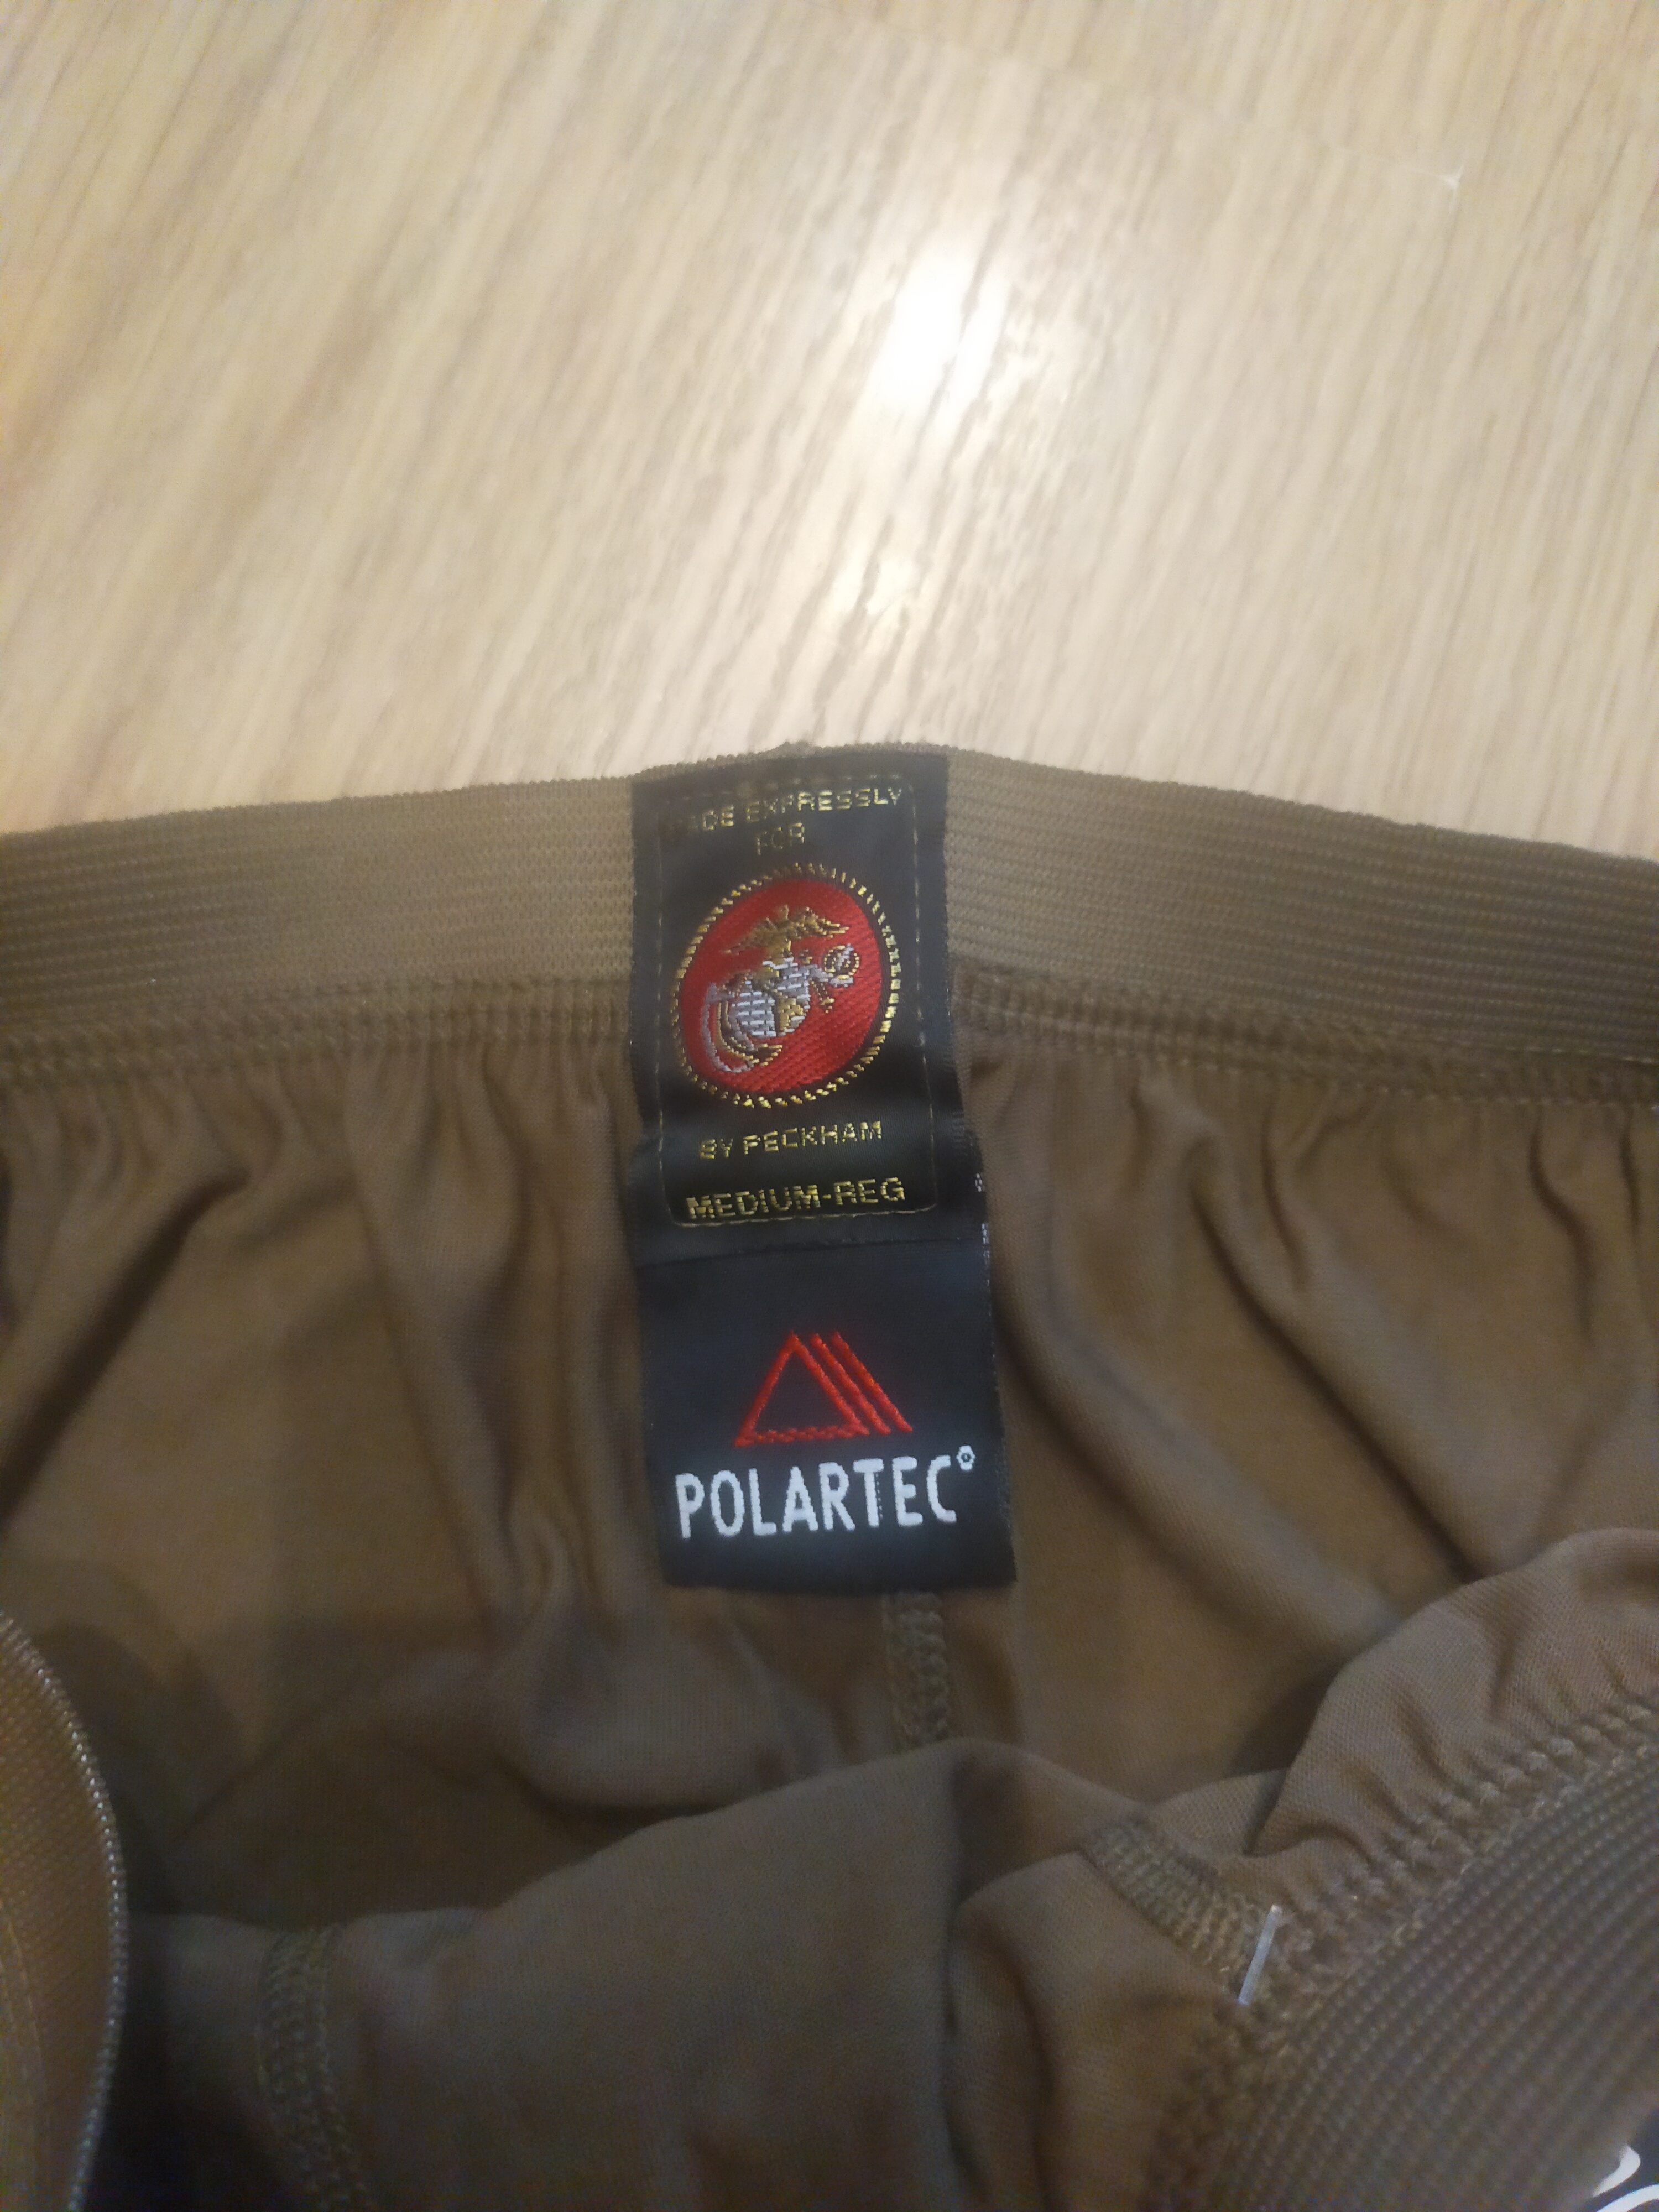 MADE EXPRESSLY
FOR
BY PECKHAM
MEDIUM-REG
POLARTEC®